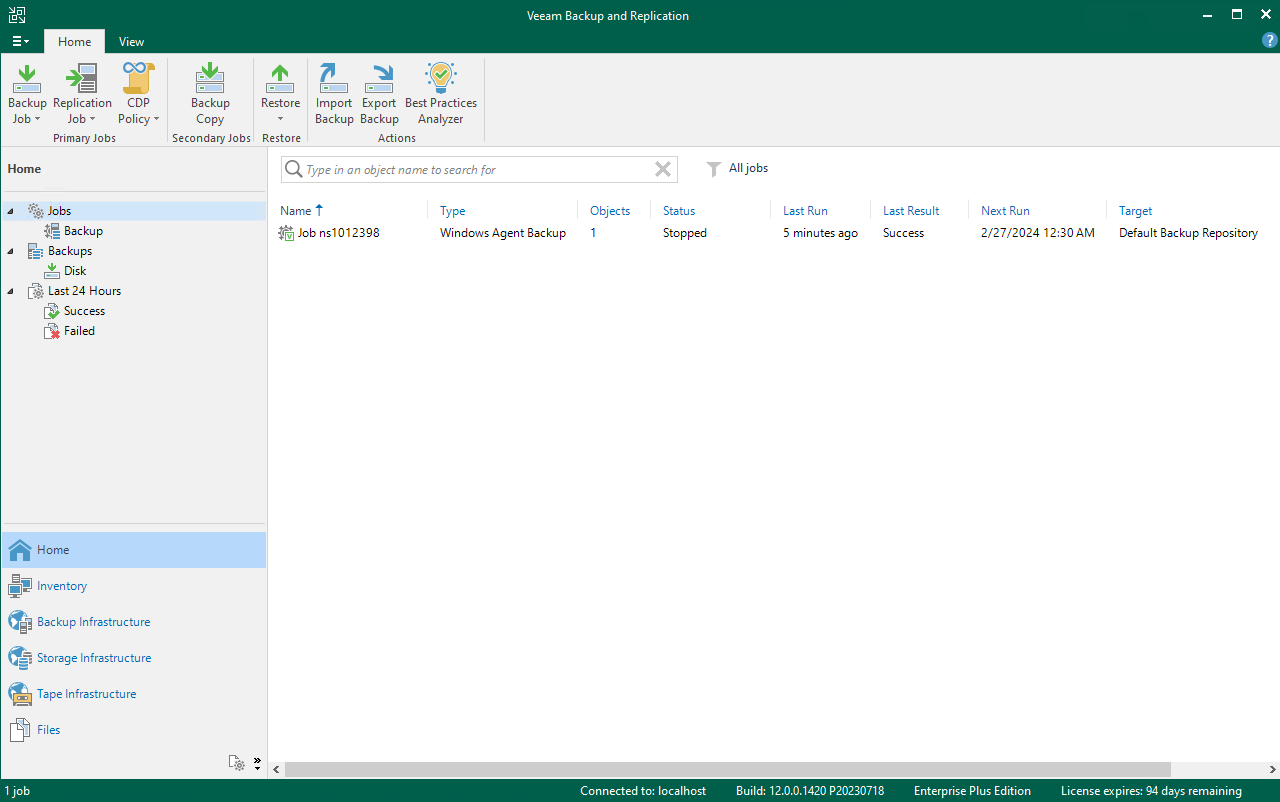 Veeam Backup and Replication
Home View
Backup Job
Replication Job
CDP Policy
Primary Jobs
Backup Copy
Secondary Jobs
Restore
Restore
Import Backup
Export Backup
Best Practices Analyzer
Actions
Home
Jobs
Backup
Backups
Disk
Last 24 Hours
Success
Failed
Home
Inventory
Backup Infrastructure
Storage Infrastructure
Tape Infrastructure
Files
Type in an object name to search for
All jobs
Name Type Objects Status Last Run Last Result Next Run Target
Job ns1012398 Windows Agent Backup 1 Stopped 5 minutes ago Success 2/27/2024 12:30 AM Default Backup Repository
1 job Connected to: localhost Build: 12.0.0.1420 P20230718 Enterprise Plus Edition License expires: 94 days remaining